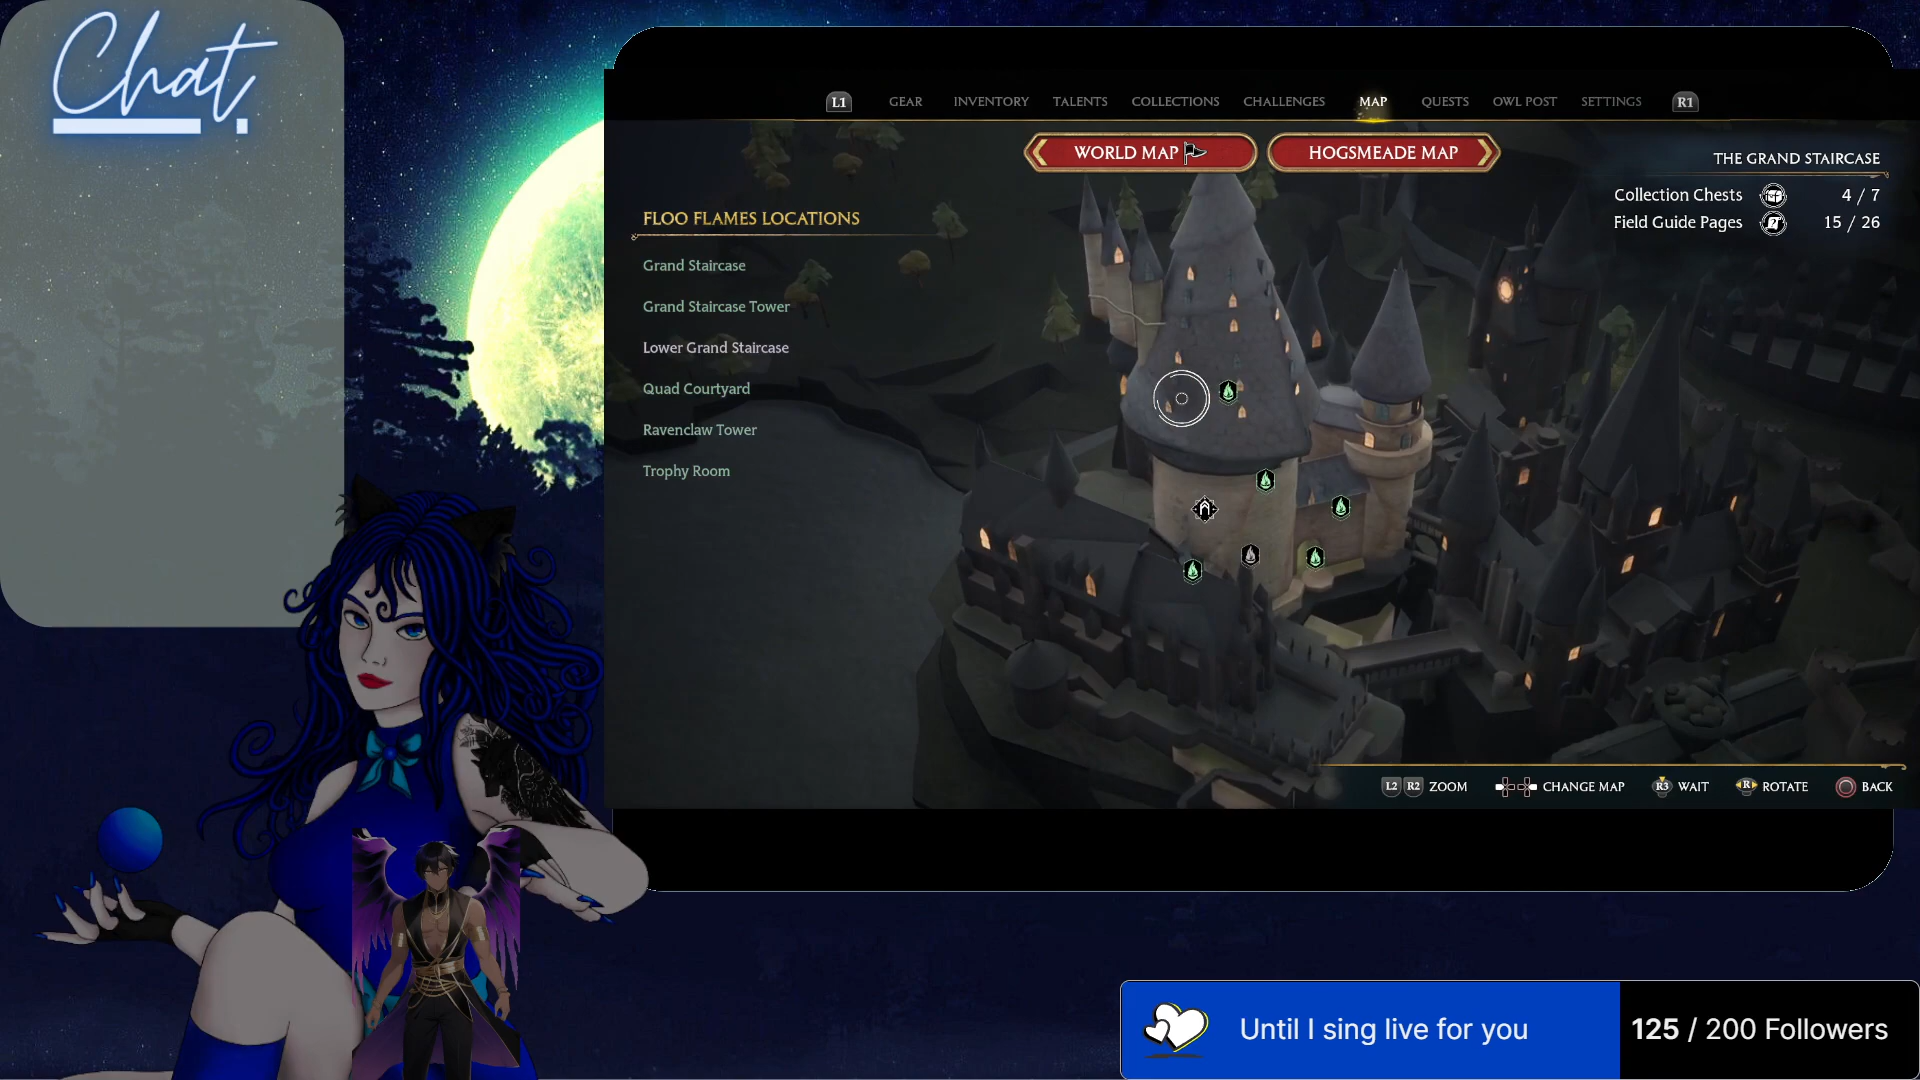 Chat
L1 GEAR INVENTORY TALENTS COLLECTIONS CHALLENGES MAP QUESTS OWL POST SETTINGS R1
WORLD MAP HOGSMEADE MAP
THE GRAND STAIRCASE
Collection Chests 4 / 7
Field Guide Pages 15 / 26
FLOO FLAMES LOCATIONS
Grand Staircase
Grand Staircase Tower
Lower Grand Staircase
Quad Courtyard
Ravenclaw Tower
Trophy Room
L2 R2 ZOOM CHANGE MAP R3 WAIT R ROTATE BACK
Until I sing live for you 125 / 200 Followers